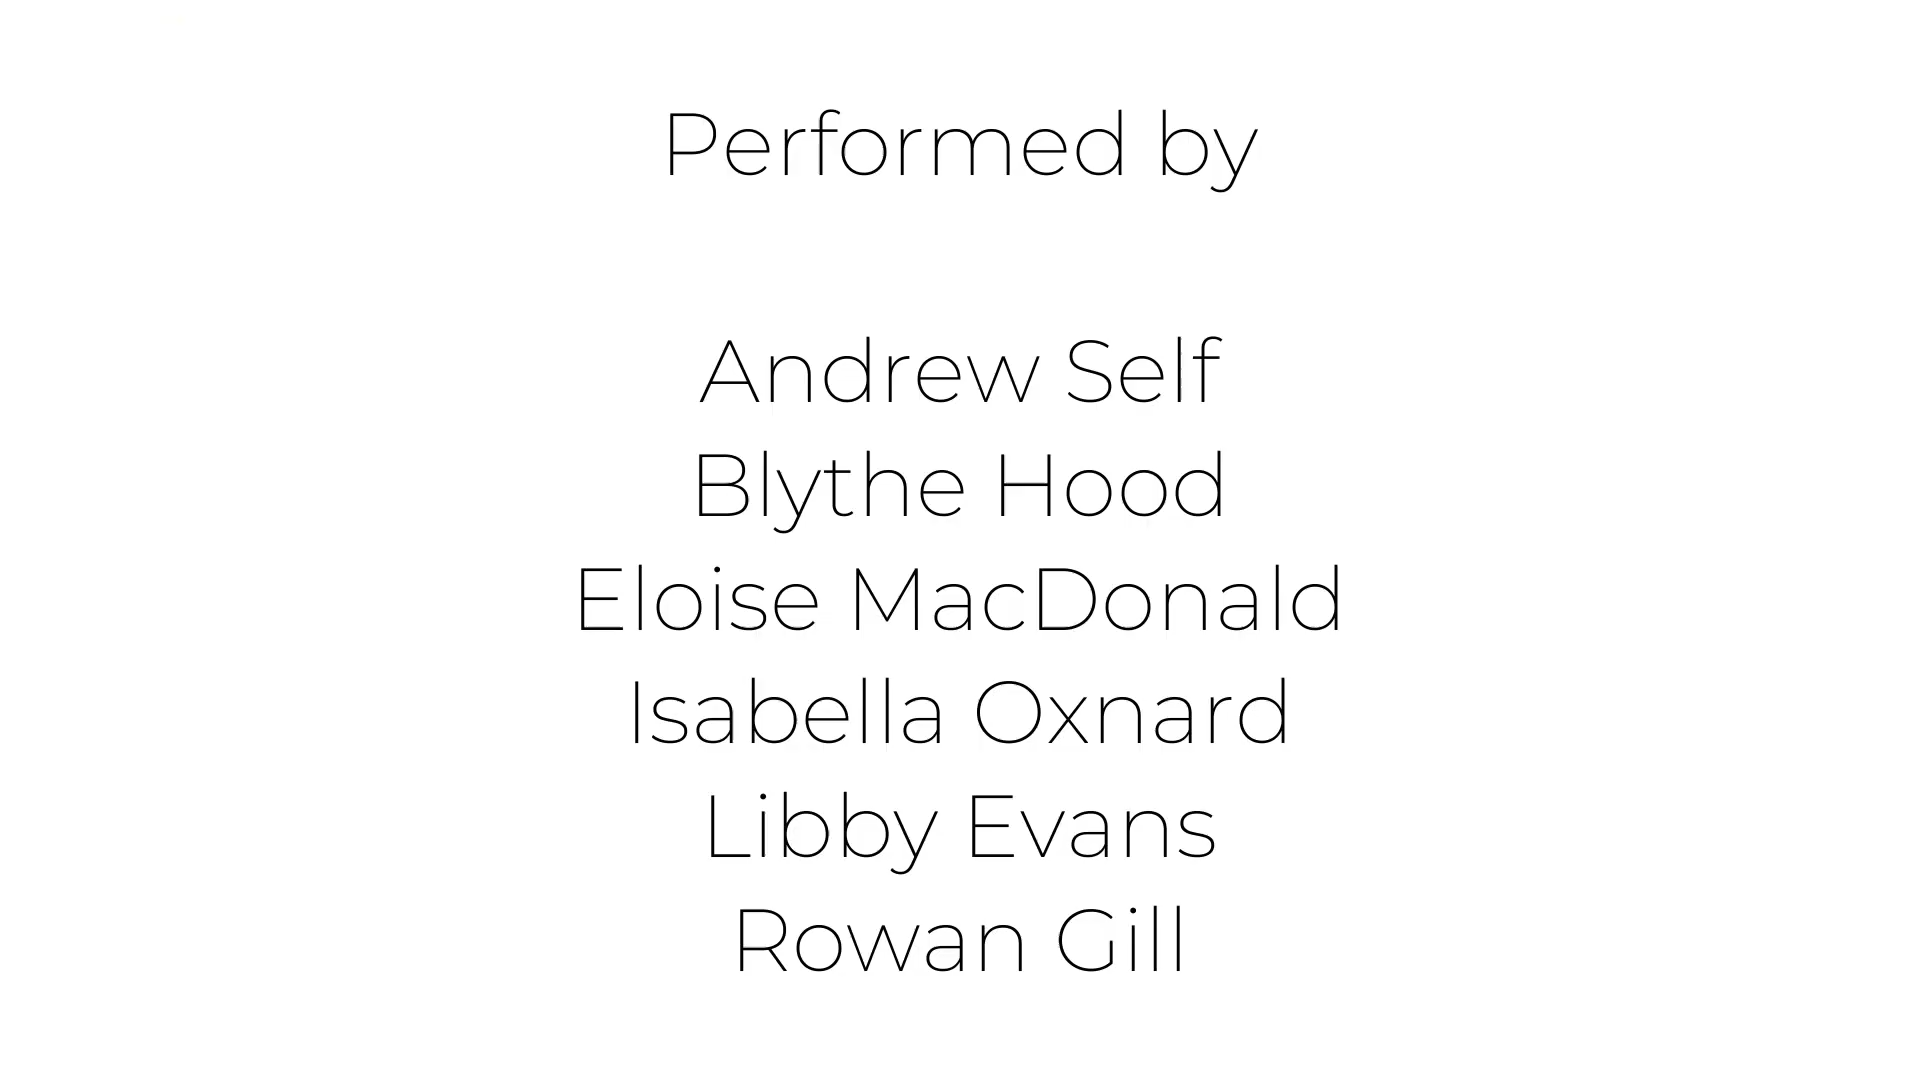 Performed by
Andrew Self
Blythe Hood
Eloise MacDonald
Isabella Oxnard
Libby Evans
Rowan Gill